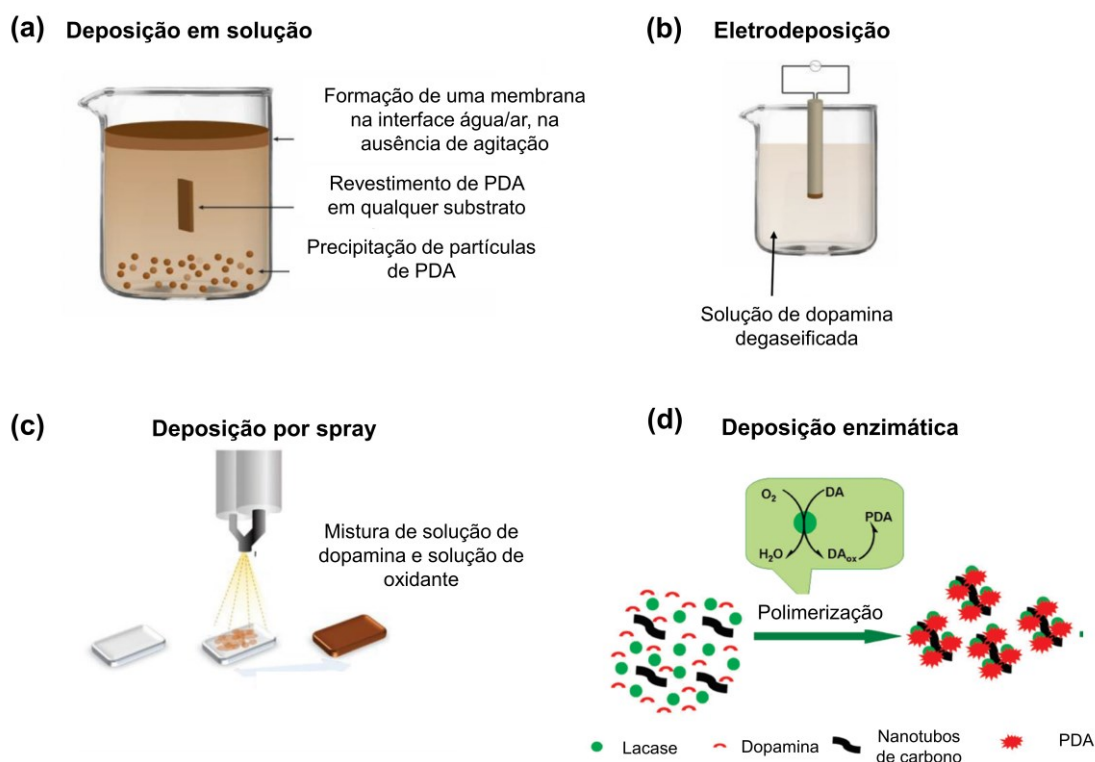 (a) Deposição em solução
Formação de uma membrana
na interface água/ar, na
ausência de agitação
Revestimento de PDA
em qualquer substrato
Precipitação de partículas
de PDA
(b) Eletrodeposição
Solução de dopamina
degaseificada
(c) Deposição por spray
Mistura de solução de
dopamina e solução de
oxidante
(d) Deposição enzimática
O2 DA
PDA
H2O DAox
Polimerização
Lacase Dopamina Nanotubos
de carbono PDA